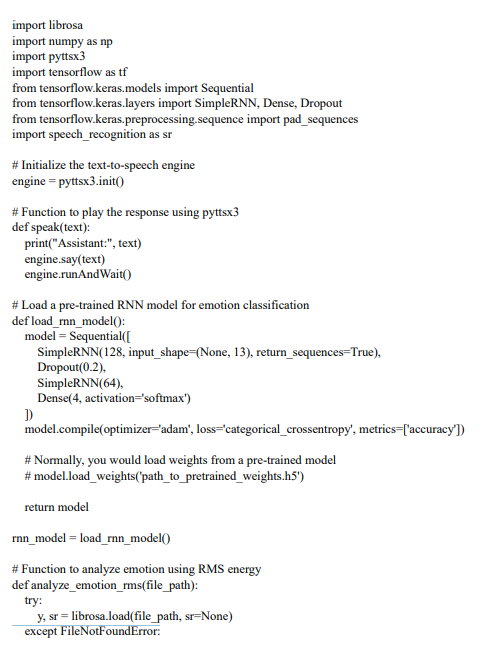 import librosa
import numpy as np
import pyttsx3
import tensorflow as tf
from tensorflow.keras.models import Sequential
from tensorflow.keras.layers import SimpleRNN, Dense, Dropout
from tensorflow.keras.preprocessing.sequence import pad_sequences
import speech_recognition as sr

# Initialize the text-to-speech engine
engine = pyttsx3.init()

# Function to play the response using pyttsx3
def speak(text):
    print("Assistant:", text)
    engine.say(text)
    engine.runAndWait()

# Load a pre-trained RNN model for emotion classification
def load_rnn_model():
    model = Sequential([
        SimpleRNN(128, input_shape=(None, 13), return_sequences=True),
        Dropout(0.2),
        SimpleRNN(64),
        Dense(4, activation='softmax')
    ])
    model.compile(optimizer='adam', loss='categorical_crossentropy', metrics=['accuracy'])

    # Normally, you would load weights from a pre-trained model
    # model.load_weights('path_to_pretrained_weights.h5')

    return model

rnn_model = load_rnn_model()

# Function to analyze emotion using RMS energy
def analyze_emotion_rms(file_path):
    try:
        y, sr = librosa.load(file_path, sr=None)
    except FileNotFoundError: